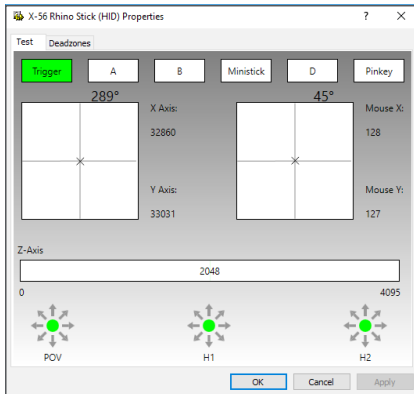 X-56 Rhino Stick (HID) Properties
Test Deadzones
Trigger A B Ministick D Pinkey
289° 45°
X Axis: Mouse X:
32860 128
Y Axis: Mouse Y:
33031 127
Z-Axis
2048
0 4095
POV H1 H2
OK Cancel Apply